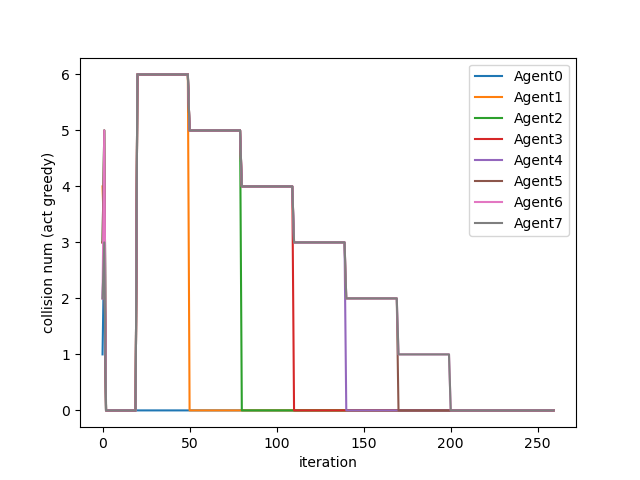 collision num (act greedy)
6
5
4
3
2
1
0
0 50 100 150 200 250
iteration
Agent0
Agent1
Agent2
Agent3
Agent4
Agent5
Agent6
Agent7